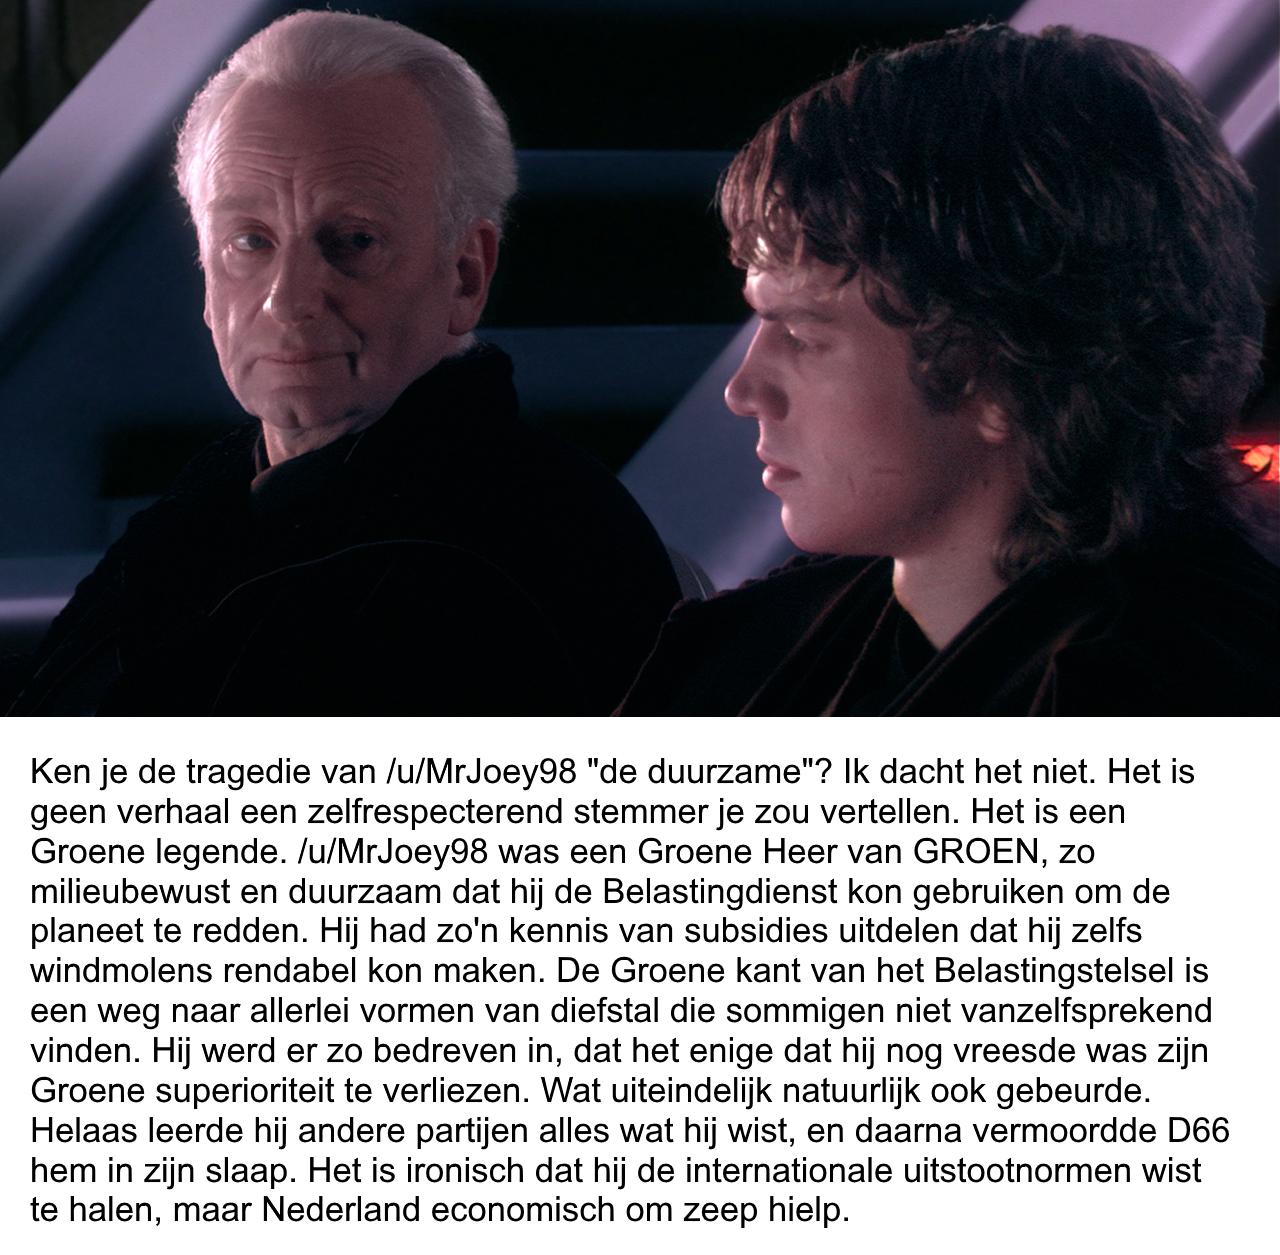 Ken je de tragedie van /u/MrJoey98 "de duurzame"? Ik dacht het niet. Het is
geen verhaal een zelfrespecterend stemmer je zou vertellen. Het is een
Groene legende. /u/MrJoey98 was een Groene Heer van GROEN, zo
milieubewust en duurzaam dat hij de Belastingdienst kon gebruiken om de
planeet te redden. Hij had zo'n kennis van subsidies uitdelen dat hij zelfs
windmolens rendabel kon maken. De Groene kant van het Belastingstelsel is
een weg naar allerlei vormen van diefstal die sommigen niet vanzelfsprekend
vinden. Hij werd er zo bedreven in, dat het enige dat hij nog vreesde was zijn
Groene superioriteit te verliezen. Wat uiteindelijk natuurlijk ook gebeurde.
Helaas leerde hij andere partijen alles wat hij wist, en daarna vermoordde D66
hem in zijn slaap. Het is ironisch dat hij de internationale uitstootnormen wist
te halen, maar Nederland economisch om zeep hielp.